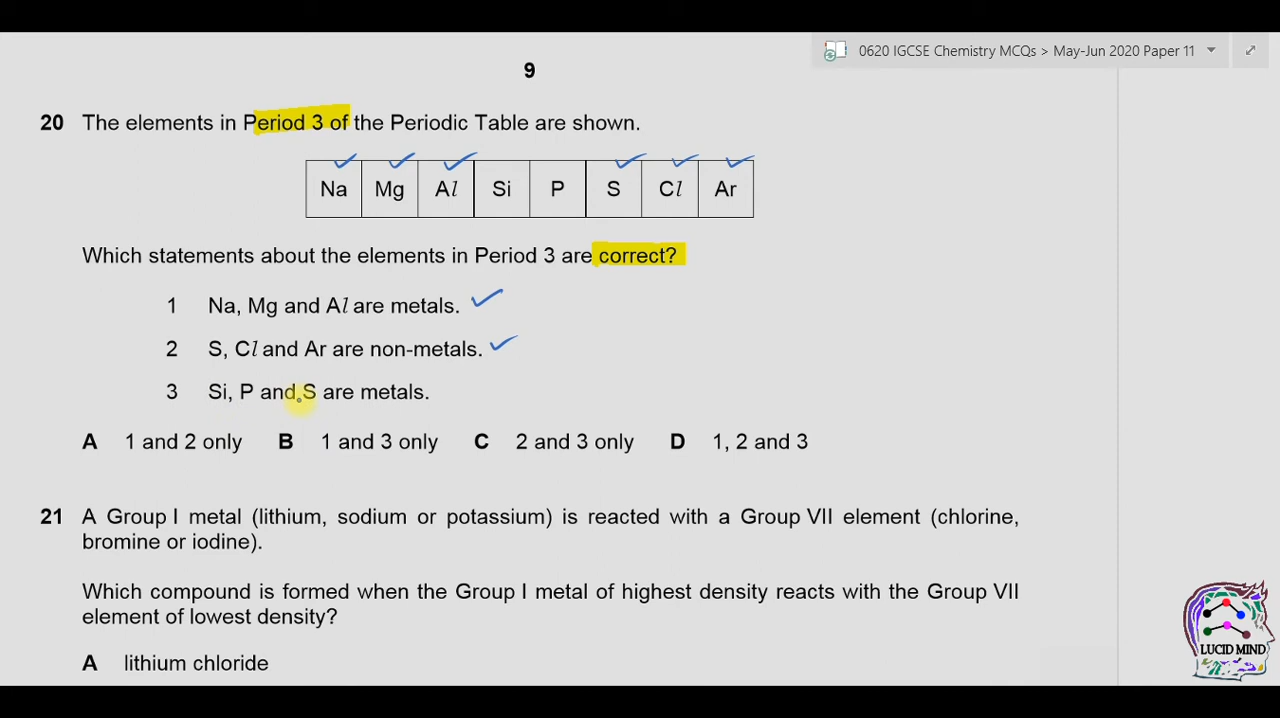 0620 IGCSE Chemistry MCQs > May-Jun 2020 Paper 11
9
20 The elements in Period 3 of the Periodic Table are shown.
Na Mg Al Si P S Cl Ar
Which statements about the elements in Period 3 are correct?
1 Na, Mg and Al are metals.
2 S, Cl and Ar are non-metals.
3 Si, P and S are metals.
A 1 and 2 only B 1 and 3 only C 2 and 3 only D 1, 2 and 3
21 A Group I metal (lithium, sodium or potassium) is reacted with a Group VII element (chlorine,
bromine or iodine).
Which compound is formed when the Group I metal of highest density reacts with the Group VII
element of lowest density?
A lithium chloride
LUCID MIND